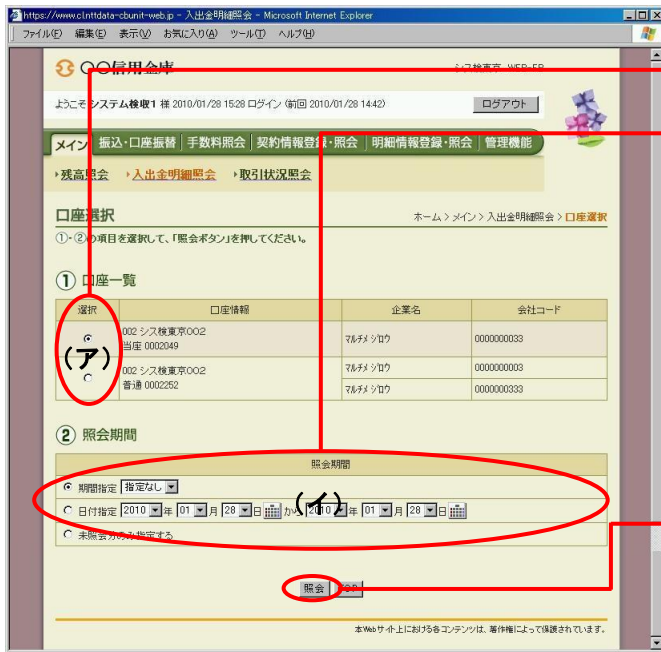 https://www.clnttdata-cbunit-web.jp - 入出金明細照会 - Microsoft Internet Explorer
ファイル(F) 編集(E) 表示(V) お気に入り(A) ツール(T) ヘルプ(H)
〇〇信用金庫
シス検東京 WEB-FB
ようこそ システム検収1 様 2010/01/28 15:28 ログイン (前回 2010/01/28 14:42)
ログアウト
メイン 振込・口座振替 手数料照会 契約情報登録・照会 明細情報登録・照会 管理機能
残高照会 入出金明細照会 取引状況照会
口座選択
ホーム > メイン > 入出金明細照会 > 口座選択
①-②の項目を選択して、「照会ボタン」を押してください。
① 口座一覧
選択 口座情報 企業名 会社コード
002 シス検東京〇〇2
当座 0002049
マルチメ ジロウ 0000000033
(ア)
002 シス検東京〇〇2
普通 0002252
マルチメ ジロウ 0000000003
マルチメ ジロウ 0000000333
② 照会期間
照会期間
期間指定 指定なし
日付指定 2010 年 01 月 28 日 から 2010 年 01 月 28 日
(イ)
未照会分のみ指定する
照会 TOP
本Webサイト上における各コンテンツは、著作権によって保護されています。